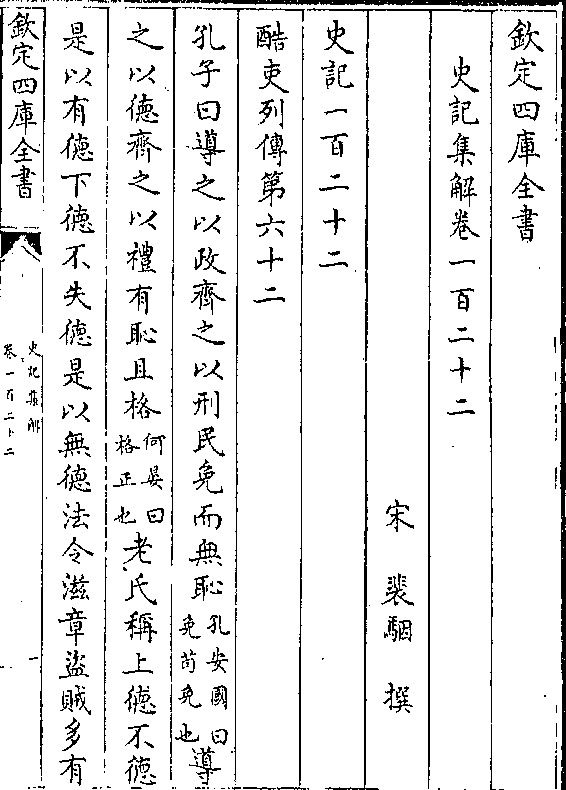 欽定四庫全書
史記集解卷一百二十二
宋 裴駰 撰
史記一百二十二
酷吏列傳第六十二
孔子曰導之以政齊之以刑民免而無恥孔安國曰免苟免也導
之以德齊之以禮有恥且格何晏曰格正也老氏稱上德不德
是以有德下德不失德是以無德法令滋章盜賊多有
欽定四庫全書
史記集解
卷一百二十二
一